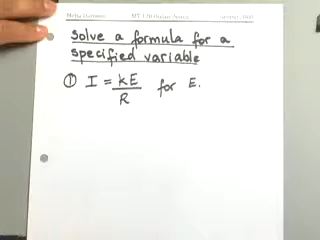 Solve a formula for a
specified variable
① I = kE/R for E.